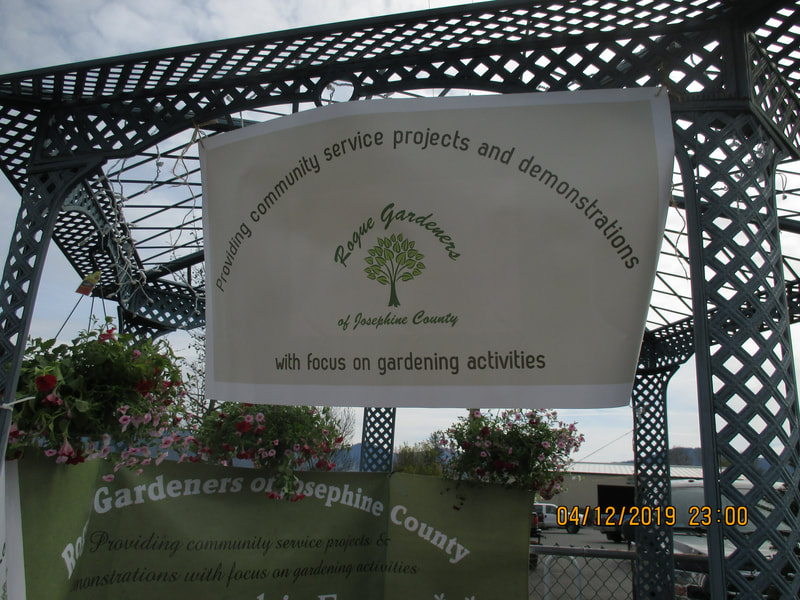 Providing community service projects and demonstrations
Rogue Gardeners
of Josephine County
with focus on gardening activities
Gardeners of Josephine County
Providing community service projects &
demonstrations with focus on gardening activities
04/12/2019 23:00